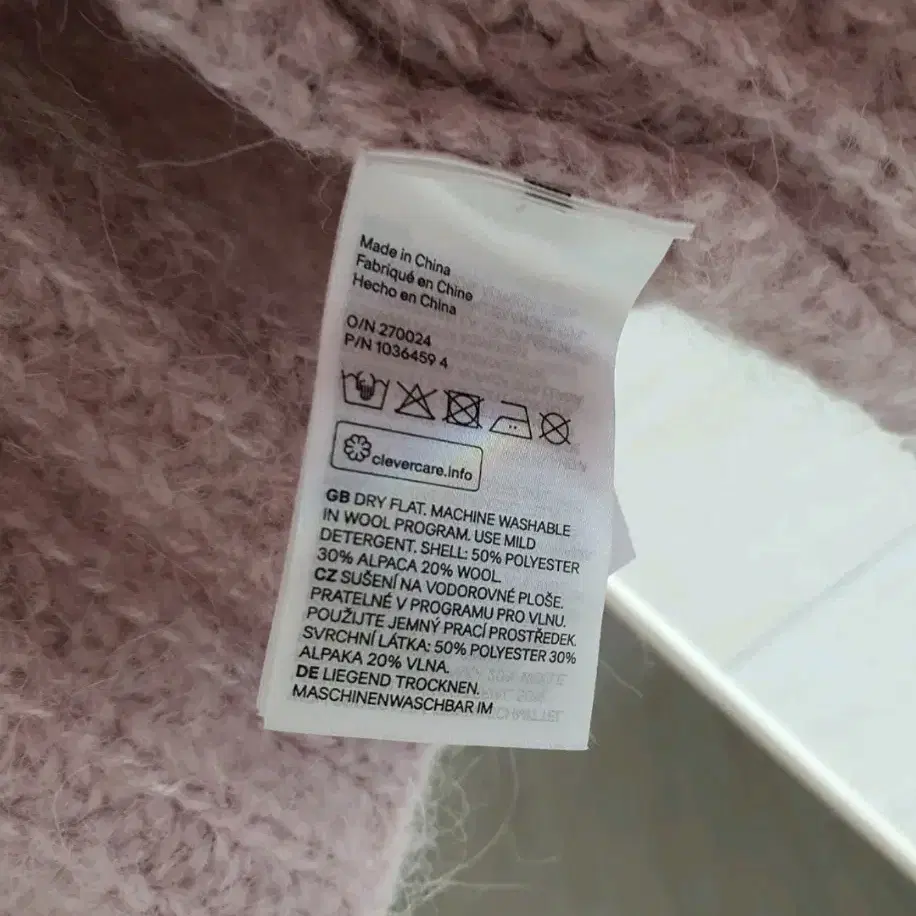 Made in China
Fabriqué en Chine
Hecho en China
O/N 270024
P/N 1036459 4
clevercare.info
GB DRY FLAT. MACHINE WASHABLE
IN WOOL PROGRAM. USE MILD
DETERGENT. SHELL: 50% POLYESTER
30% ALPACA 20% WOOL.
CZ SUŠENÍ NA VODOROVNÉ PLOŠE.
PRATELNÉ V PROGRAMU PRO VLNU.
POUŽIJTE JEMNÝ PRACÍ PROSTŘEDEK.
SVRCHNÍ LÁTKA: 50% POLYESTER 30%
ALPAKA 20% VLNA.
DE LIEGEND TROCKNEN.
MASCHINENWASCHBAR IM